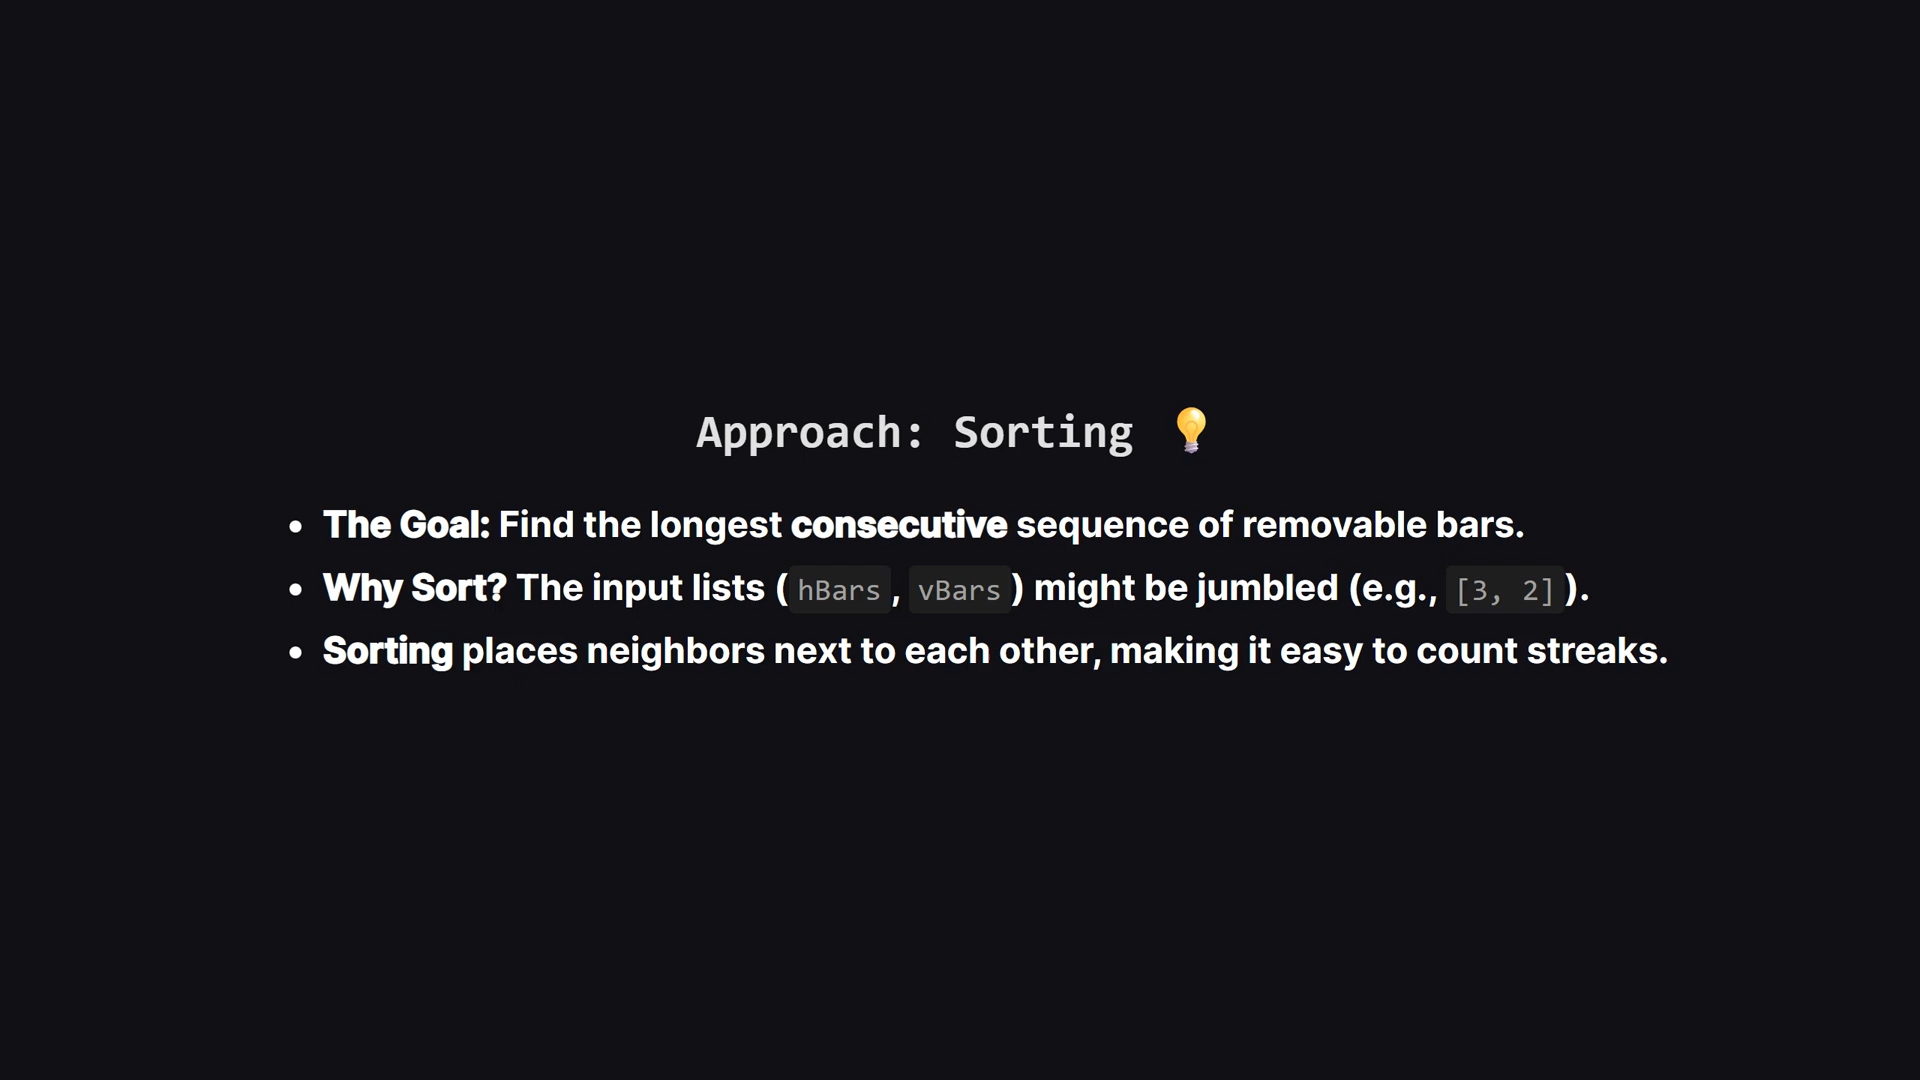 Approach: Sorting 💡
• The Goal: Find the longest consecutive sequence of removable bars.
• Why Sort? The input lists (hBars, vBars) might be jumbled (e.g., [3, 2]).
• Sorting places neighbors next to each other, making it easy to count streaks.